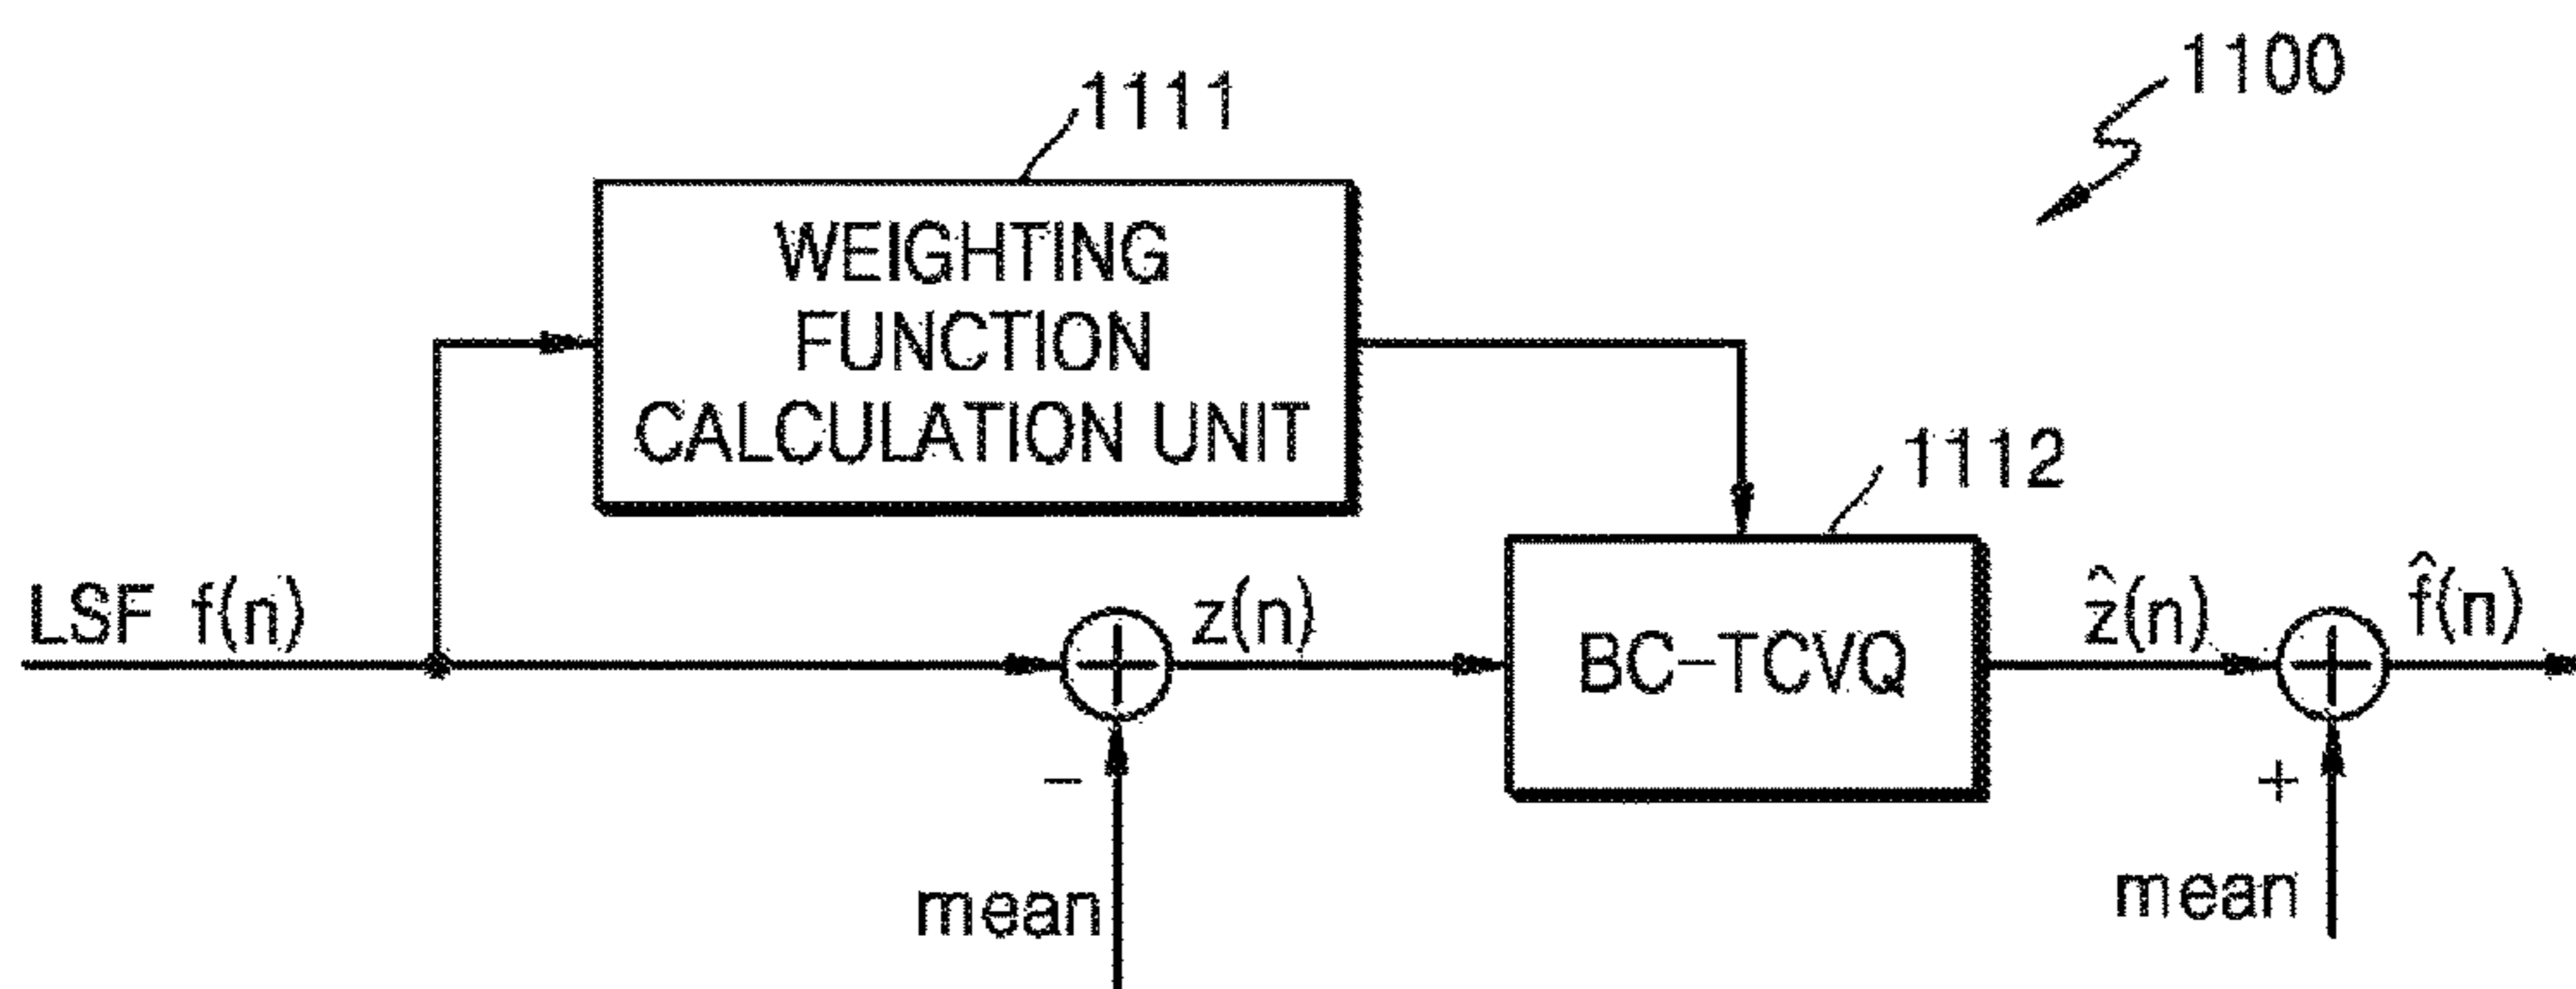 1100
1111
WEIGHTING
FUNCTION
CALCULATION UNIT
1112
LSF f(n)
z(n)
BC-TCVQ
ẑ(n)
f̂(n)
−
+
mean
mean